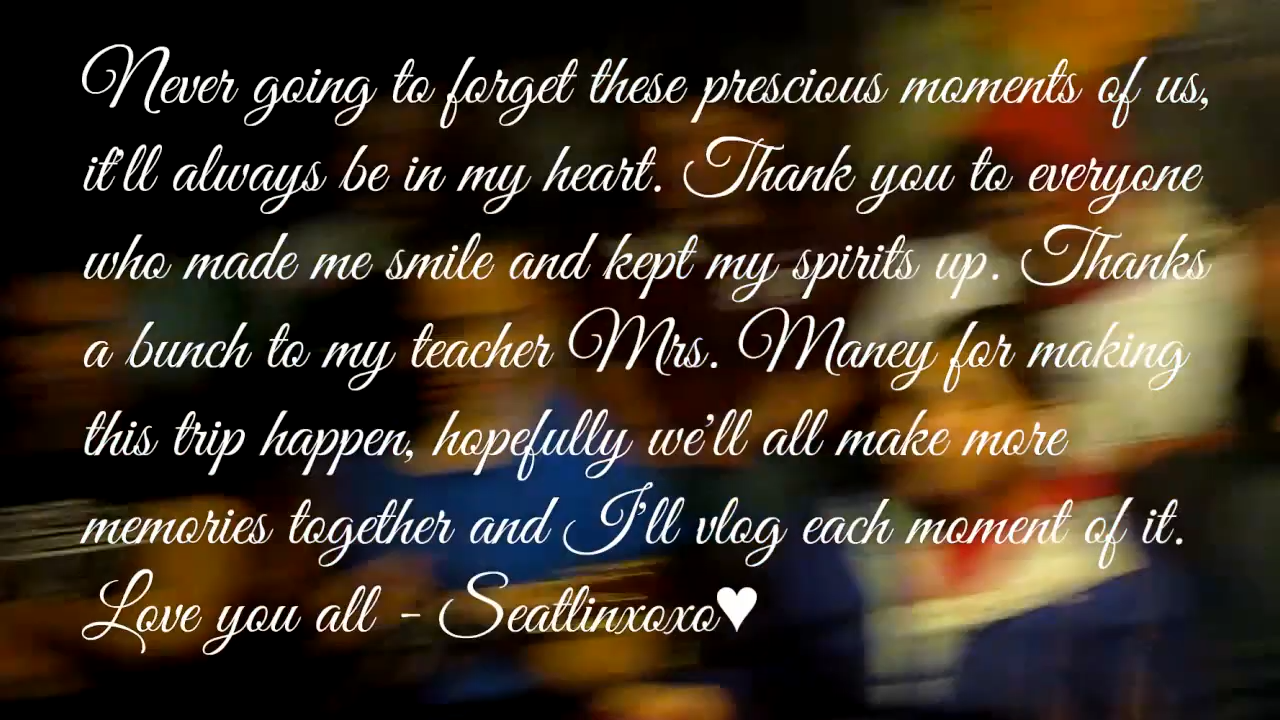 Never going to forget these prescious moments of us,
it'll always be in my heart. Thank you to everyone
who made me smile and kept my spirits up. Thanks
a bunch to my teacher Mrs. Maney for making
this trip happen, hopefully we'll all make more
memories together and I'll vlog each moment of it.
Love you all - Seatlinxoxo♥